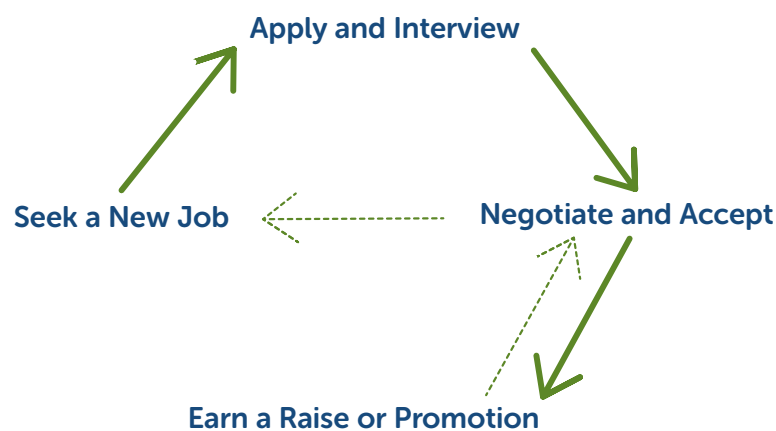 Apply and Interview
Seek a New Job
Negotiate and Accept
Earn a Raise or Promotion